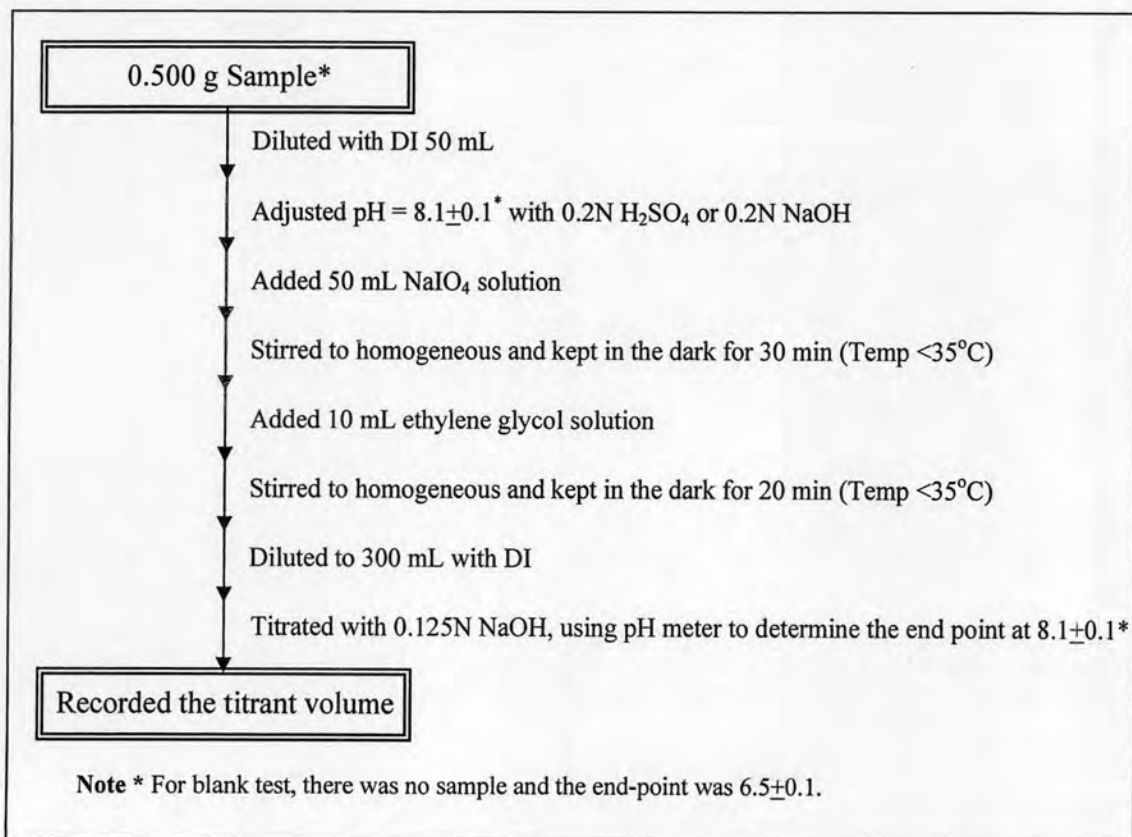 0.500 g Sample*
Diluted with DI 50 mL
Adjusted pH = 8.1±0.1* with 0.2N H₂SO₄ or 0.2N NaOH
Added 50 mL NaIO₄ solution
Stirred to homogeneous and kept in the dark for 30 min (Temp <35°C)
Added 10 mL ethylene glycol solution
Stirred to homogeneous and kept in the dark for 20 min (Temp <35°C)
Diluted to 300 mL with DI
Titrated with 0.125N NaOH, using pH meter to determine the end point at 8.1±0.1*
Recorded the titrant volume
Note * For blank test, there was no sample and the end-point was 6.5±0.1.